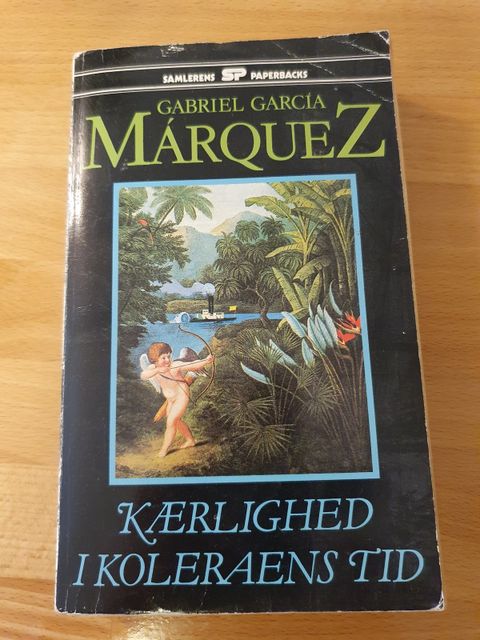 SAMLERENS SP PAPERBACKS
GABRIEL GARCÍA
MÁRQUEZ
KÆRLIGHED
I KOLERAENS TID